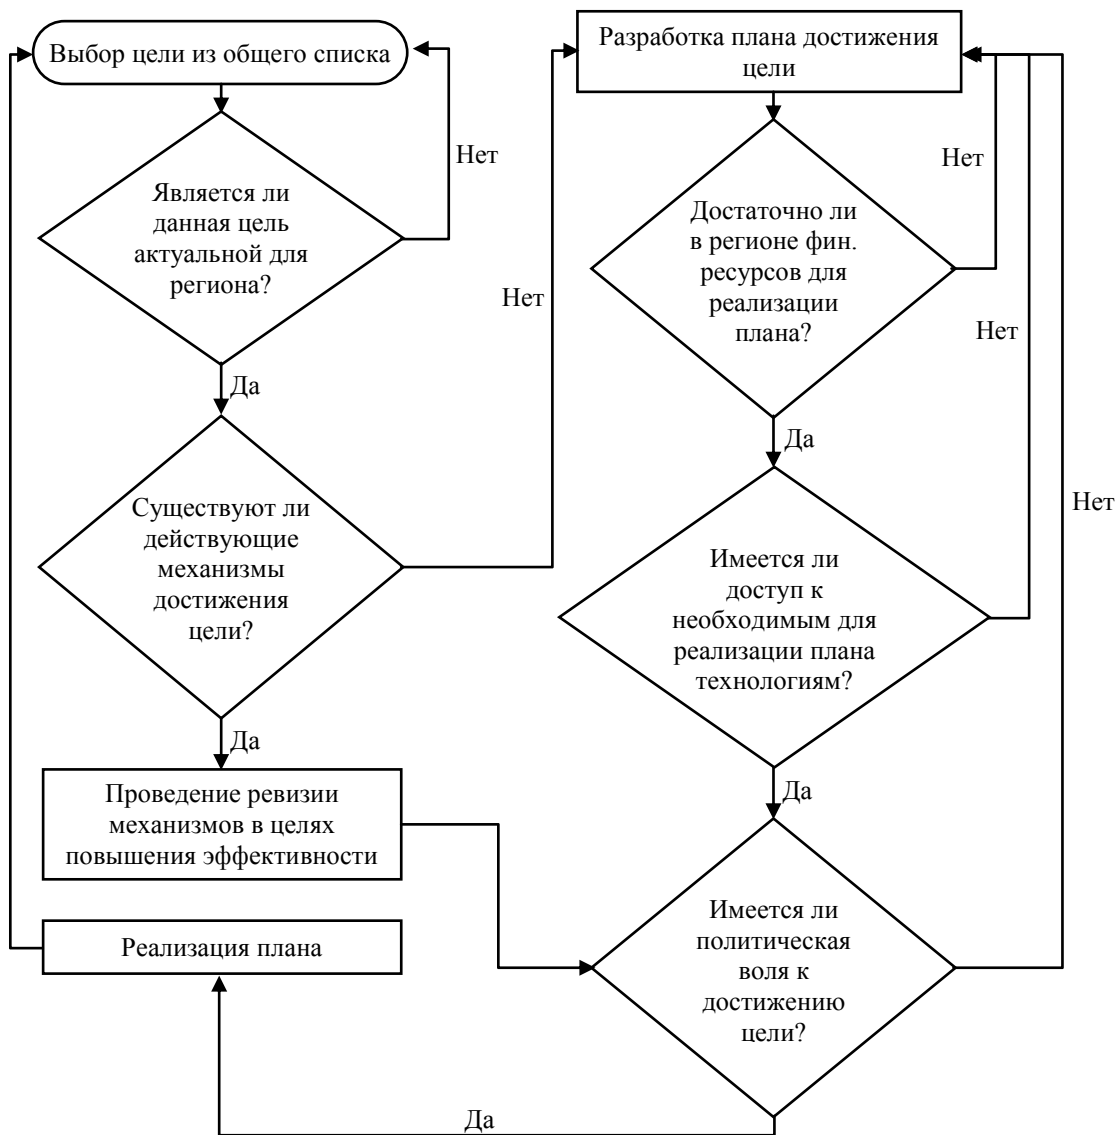 Выбор цели из общего списка
Нет
Является ли
данная цель
актуальной для
региона?
Да
Существуют ли
действующие
механизмы
достижения
цели?
Нет
Да
Проведение ревизии
механизмов в целях
повышения эффективности
Реализация плана
Разработка плана достижения
цели
Нет
Достаточно ли
в регионе фин.
ресурсов для
реализации
плана?
Нет
Да
Имеется ли
доступ к
необходимым для
реализации плана
технологиям?
Нет
Да
Имеется ли
политическая
воля к
достижению
цели?
Да